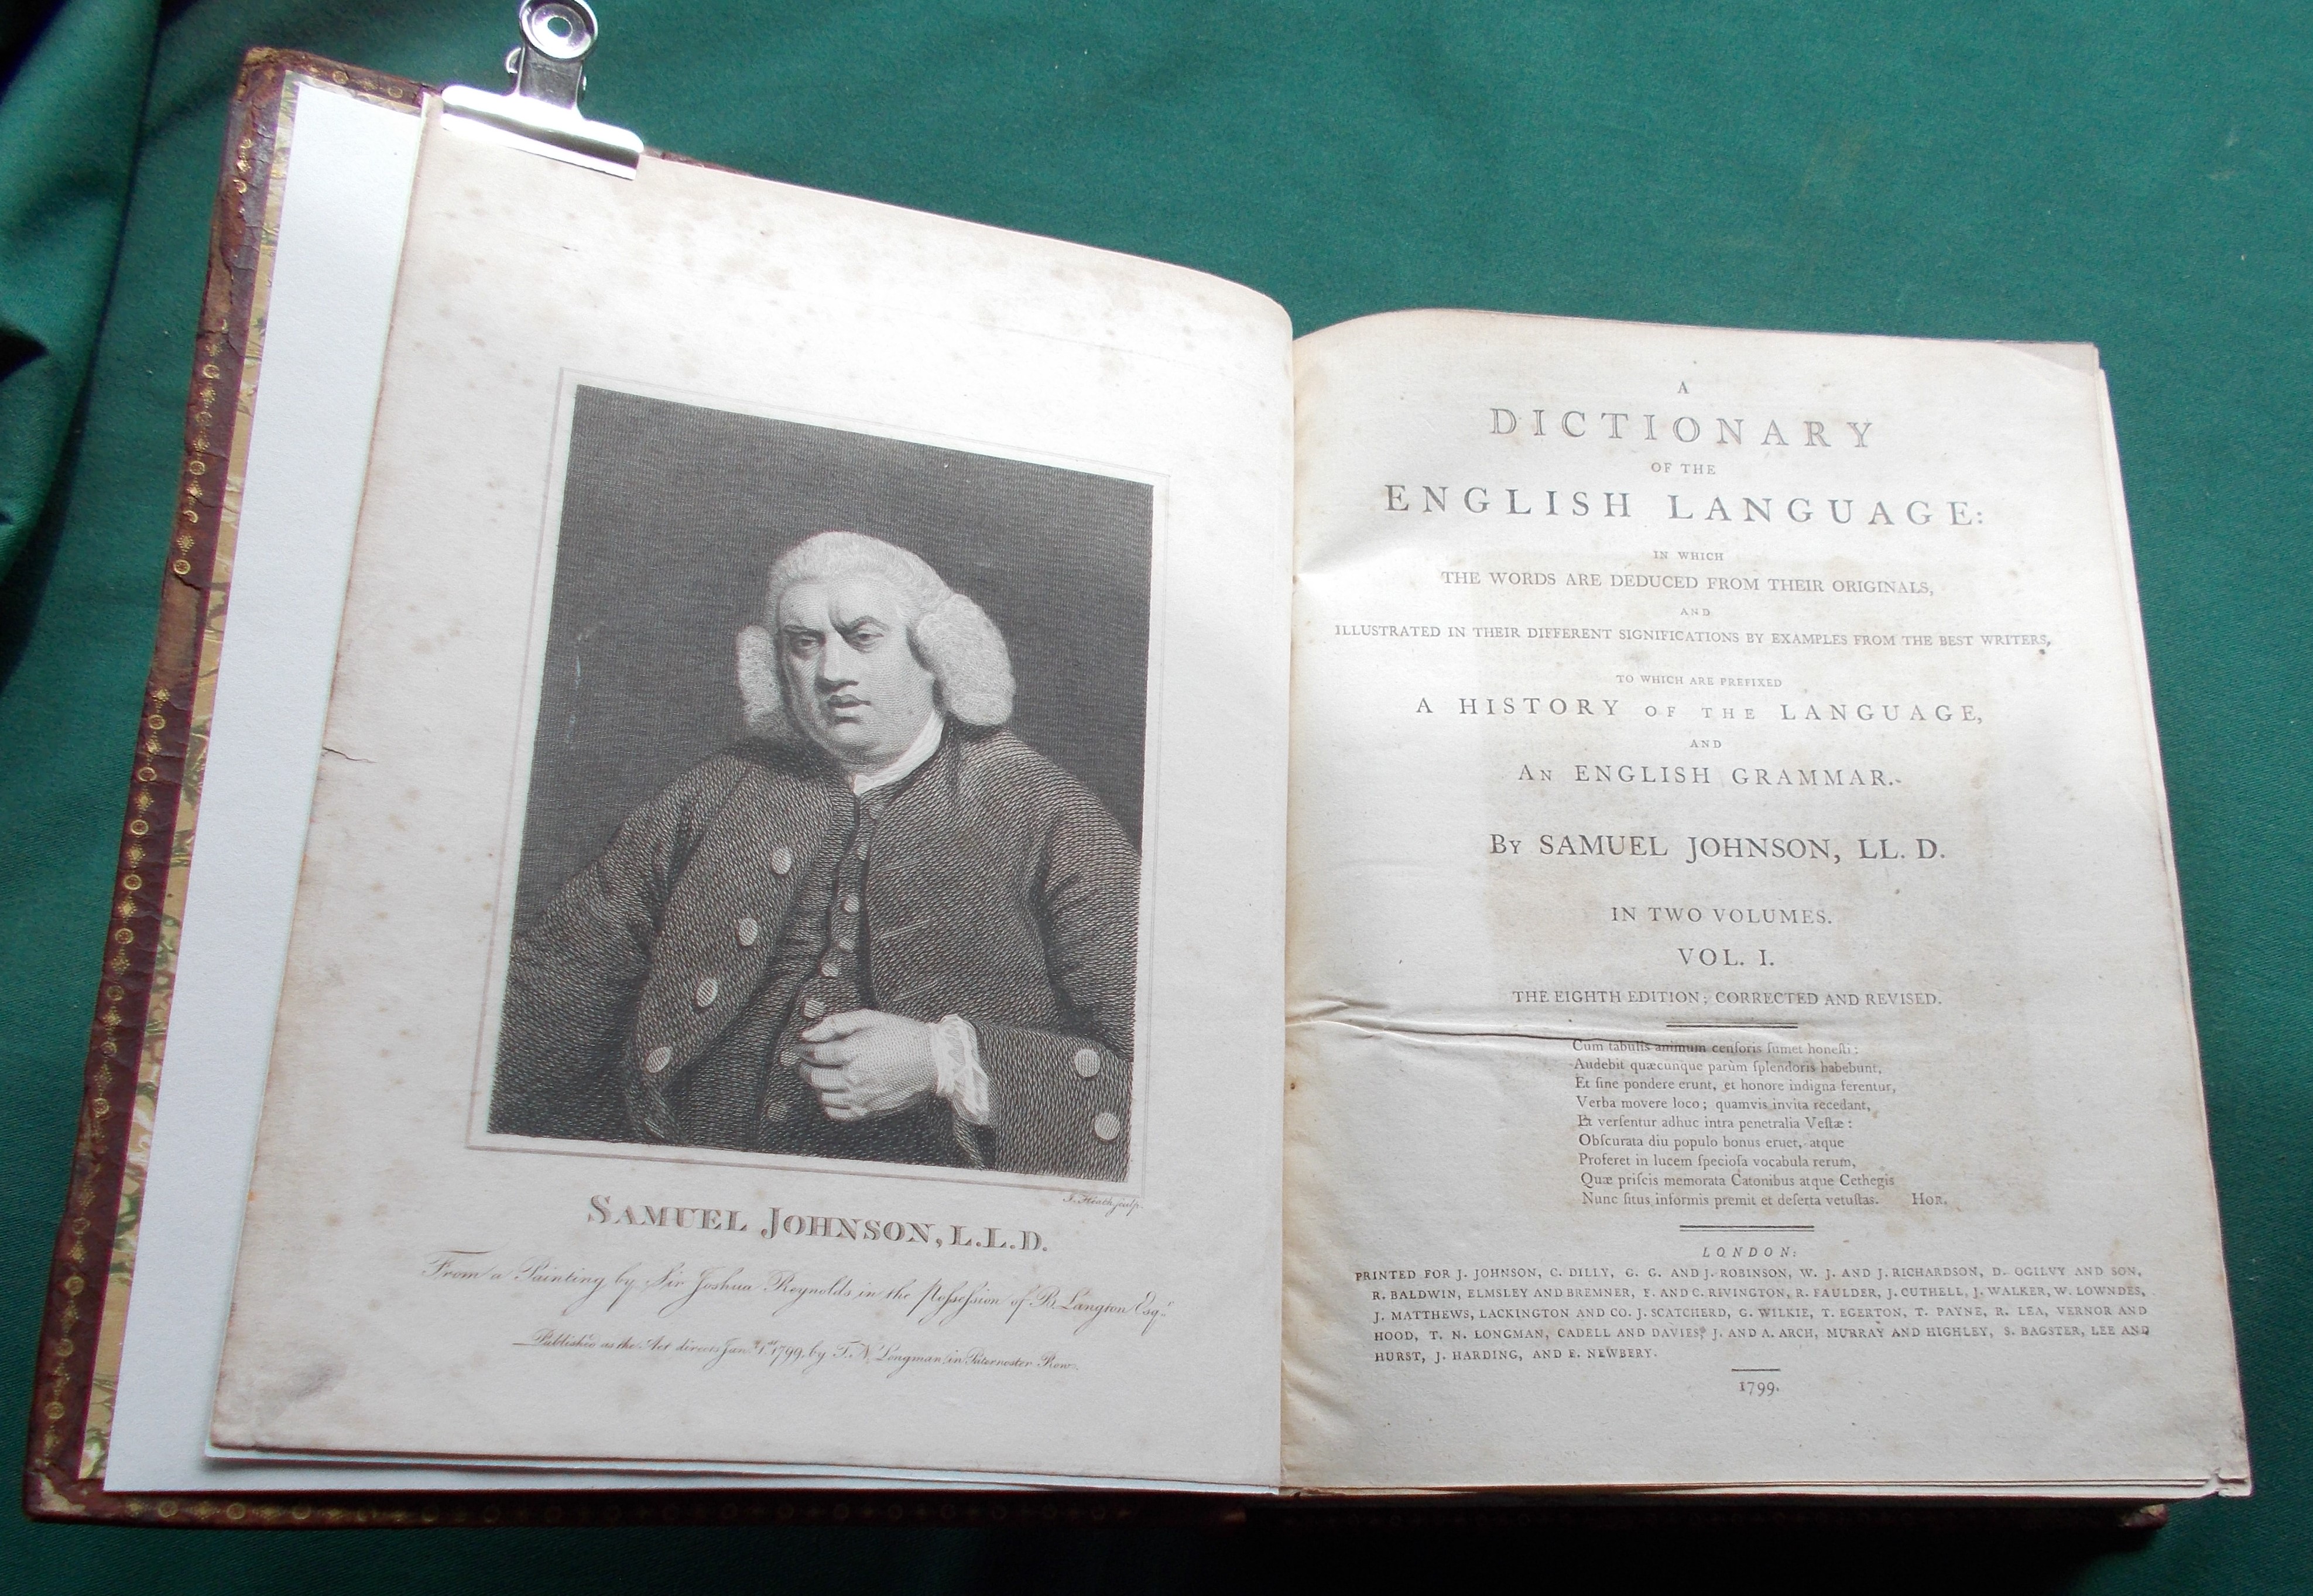 J. Heath sculp.
SAMUEL JOHNSON, L.L.D.
From a Painting by Sir Joshua Reynolds in the Possession of B. Langton Esqr.
Published as the Act directs Jany. 1st 1799, by T. N. Longman in Paternoster Row.
A
DICTIONARY
OF THE
ENGLISH LANGUAGE:
IN WHICH
THE WORDS ARE DEDUCED FROM THEIR ORIGINALS,
AND
ILLUSTRATED IN THEIR DIFFERENT SIGNIFICATIONS BY EXAMPLES FROM THE BEST WRITERS,
TO WHICH ARE PREFIXED
A HISTORY OF THE LANGUAGE,
AND
AN ENGLISH GRAMMAR.
BY SAMUEL JOHNSON, LL. D.
IN TWO VOLUMES.
VOL. I.
THE EIGHTH EDITION; CORRECTED AND REVISED.
Cum tabulis animum cenſoris ſumet honeſti:
Audebit quæcunque parùm ſplendoris habebunt,
Et ſine pondere erunt, et honore indigna ferentur,
Verba movere loco; quamvis invita recedant,
Et verſentur adhuc intra penetralia Veſtæ:
Obſcurata diu populo bonus eruet, atque
Proferet in lucem ſpecioſa vocabula rerum,
Quæ priſcis memorata Catonibus atque Cethegis
Nunc ſitus informis premit et deſerta vetuſtas. HOR.
LONDON:
PRINTED FOR J. JOHNSON, C. DILLY, G. G. AND J. ROBINSON, W. J. AND J. RICHARDSON, D. OGILVY AND SON,
R. BALDWIN, ELMSLEY AND BREMNER, F. AND C. RIVINGTON, R. FAULDER, J. CUTHELL, J. WALKER, W. LOWNDES,
J. MATTHEWS, LACKINGTON AND CO. J. SCATCHERD, G. WILKIE, T. EGERTON, T. PAYNE, R. LEA, VERNOR AND
HOOD, T. N. LONGMAN, CADELL AND DAVIES, J. AND A. ARCH, MURRAY AND HIGHLEY, S. BAGSTER, LEE AND
HURST, J. HARDING, AND E. NEWBERY.
1799.